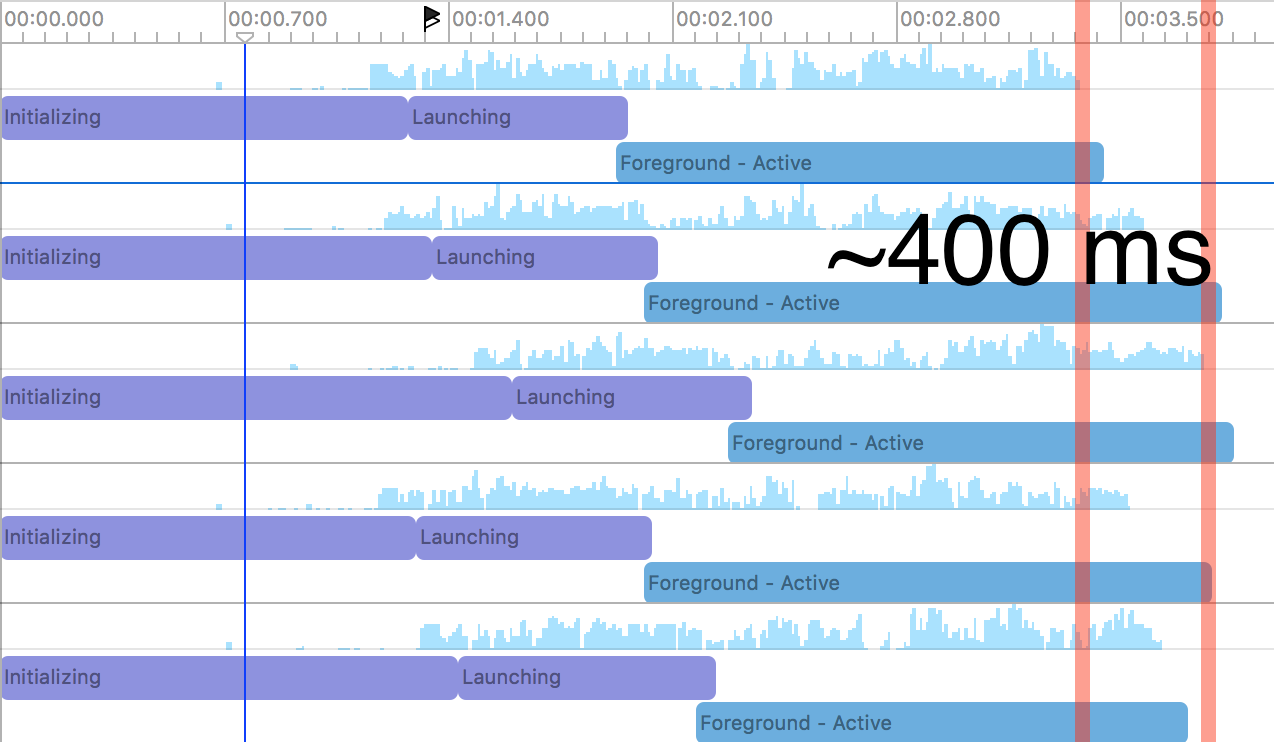 00:00.000 00:00.700 00:01.400 00:02.100 00:02.800 00:03.500
Initializing Launching
Foreground - Active
~400 ms
Initializing Launching
Foreground - Active
Initializing Launching
Foreground - Active
Initializing Launching
Foreground - Active
Initializing Launching
Foreground - Active